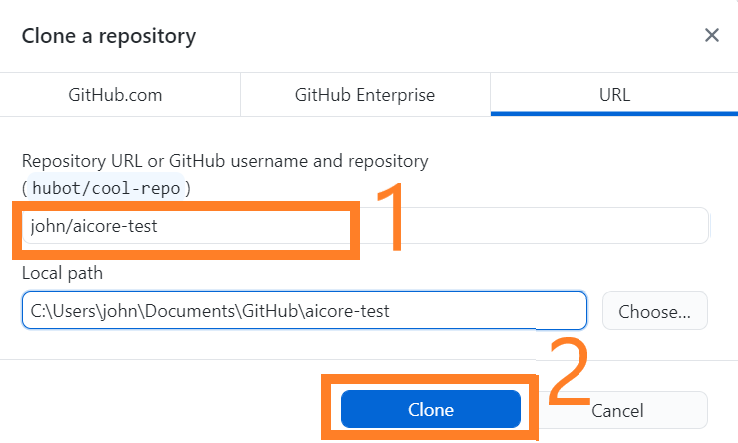 Clone a repository
GitHub.com
GitHub Enterprise
URL
Repository URL or GitHub username and repository
(hubot/cool-repo)
1
john/aicore-test
Local path
C:\Users\john\Documents\GitHub\aicore-test
Choose...
2
Clone
Cancel